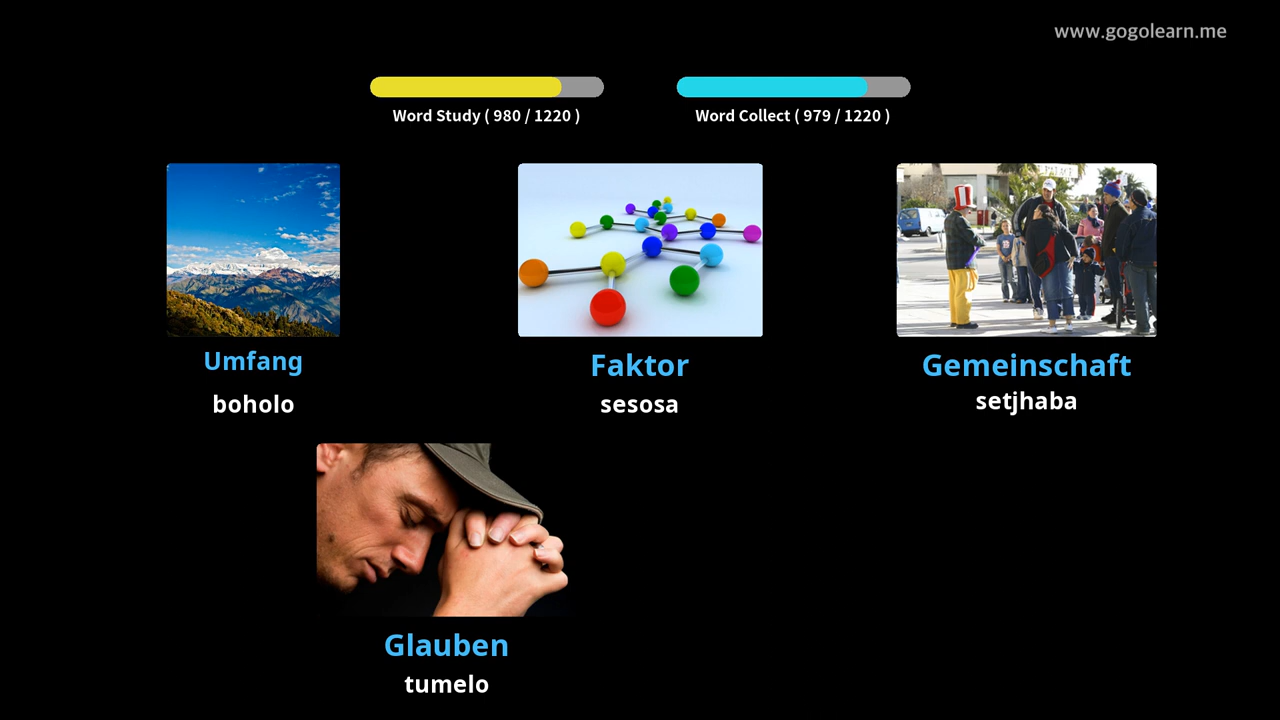 www.gogolearn.me
Word Study ( 980 / 1220 )
Word Collect ( 979 / 1220 )
Umfang
boholo
Faktor
sesosa
Gemeinschaft
setjhaba
Glauben
tumelo